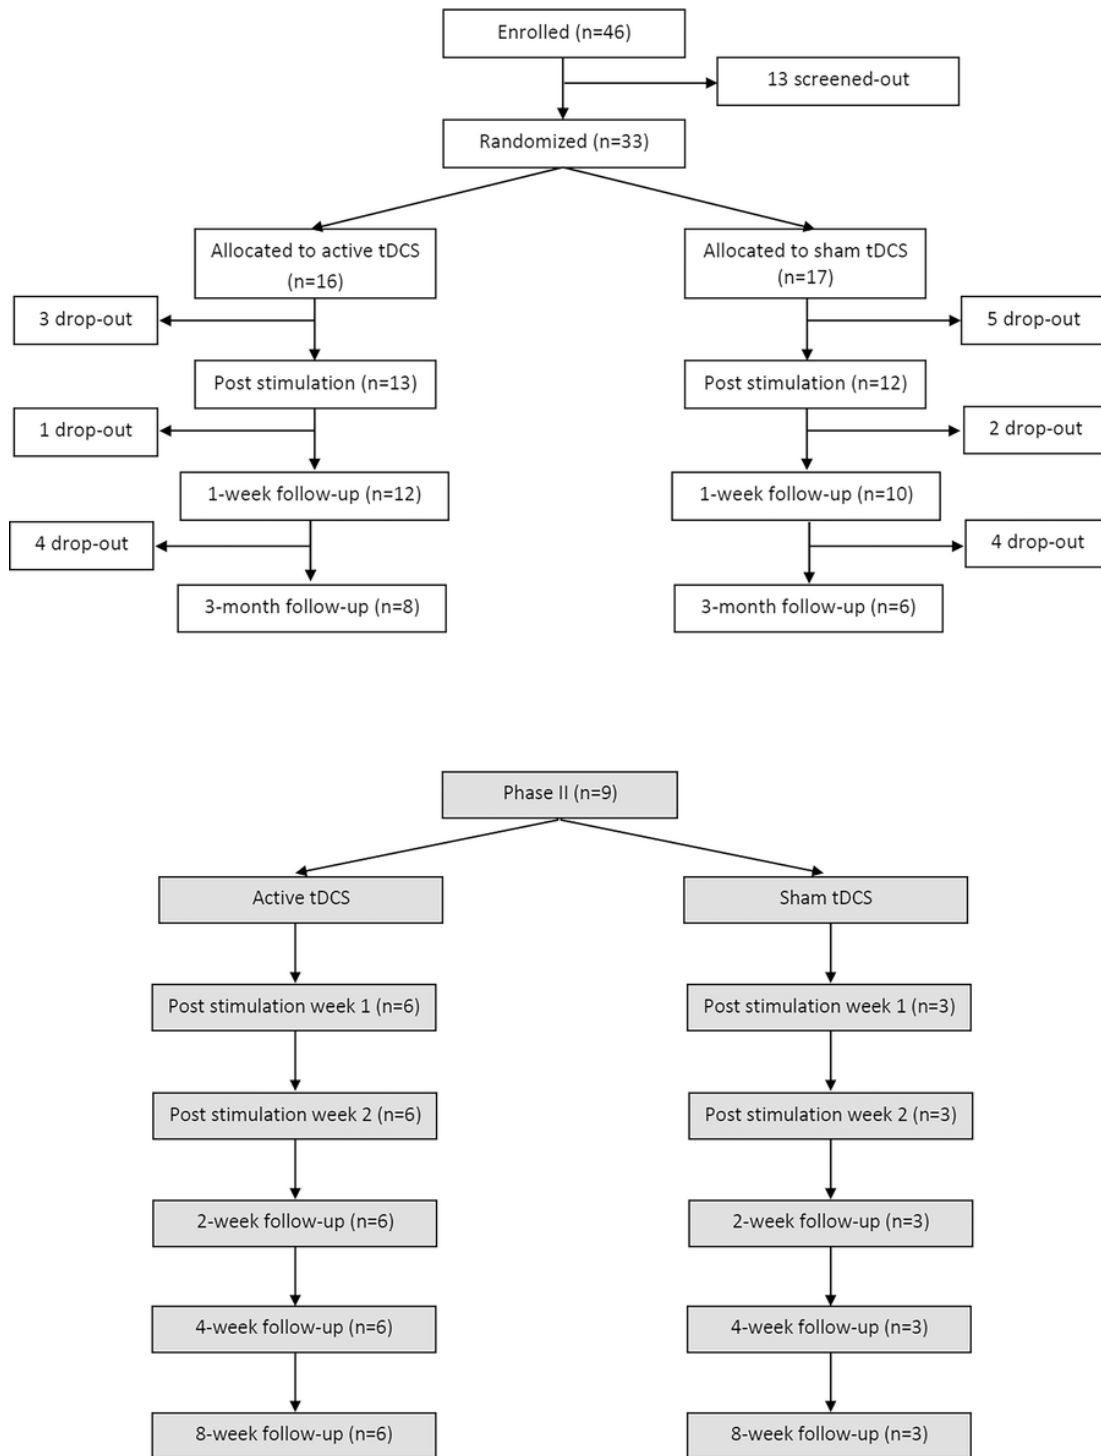 Enrolled (n=46)
13 screened-out
Randomized (n=33)
Allocated to active tDCS
(n=16)
Allocated to sham tDCS
(n=17)
3 drop-out
5 drop-out
Post stimulation (n=13)
Post stimulation (n=12)
1 drop-out
2 drop-out
1-week follow-up (n=12)
1-week follow-up (n=10)
4 drop-out
4 drop-out
3-month follow-up (n=8)
3-month follow-up (n=6)
Phase II (n=9)
Active tDCS
Sham tDCS
Post stimulation week 1 (n=6)
Post stimulation week 1 (n=3)
Post stimulation week 2 (n=6)
Post stimulation week 2 (n=3)
2-week follow-up (n=6)
2-week follow-up (n=3)
4-week follow-up (n=6)
4-week follow-up (n=3)
8-week follow-up (n=6)
8-week follow-up (n=3)